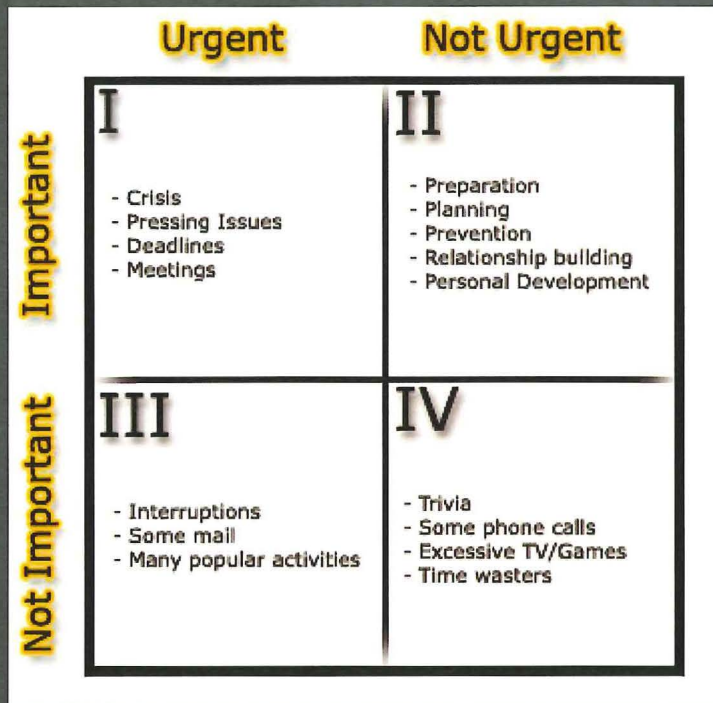 Urgent
Not Urgent
Important
I
- Crisis
- Pressing Issues
- Deadlines
- Meetings
II
- Preparation
- Planning
- Prevention
- Relationship building
- Personal Development
Not Important
III
- Interruptions
- Some mail
- Many popular activities
IV
- Trivia
- Some phone calls
- Excessive TV/Games
- Time wasters